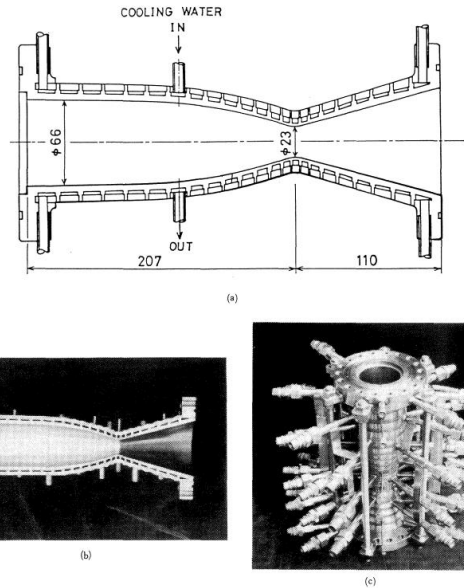 COOLING WATER
IN
φ66
φ23
OUT
207
110
(a)
(b)
(c)